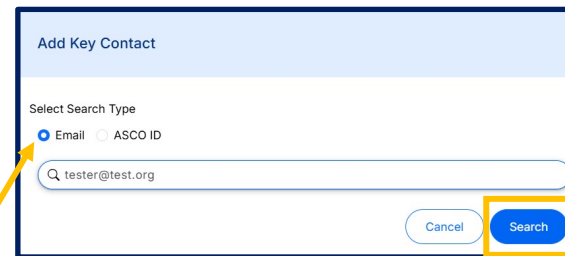 Add Key Contact
Select Search Type
Email ASCO ID
tester@test.org
Cancel Search